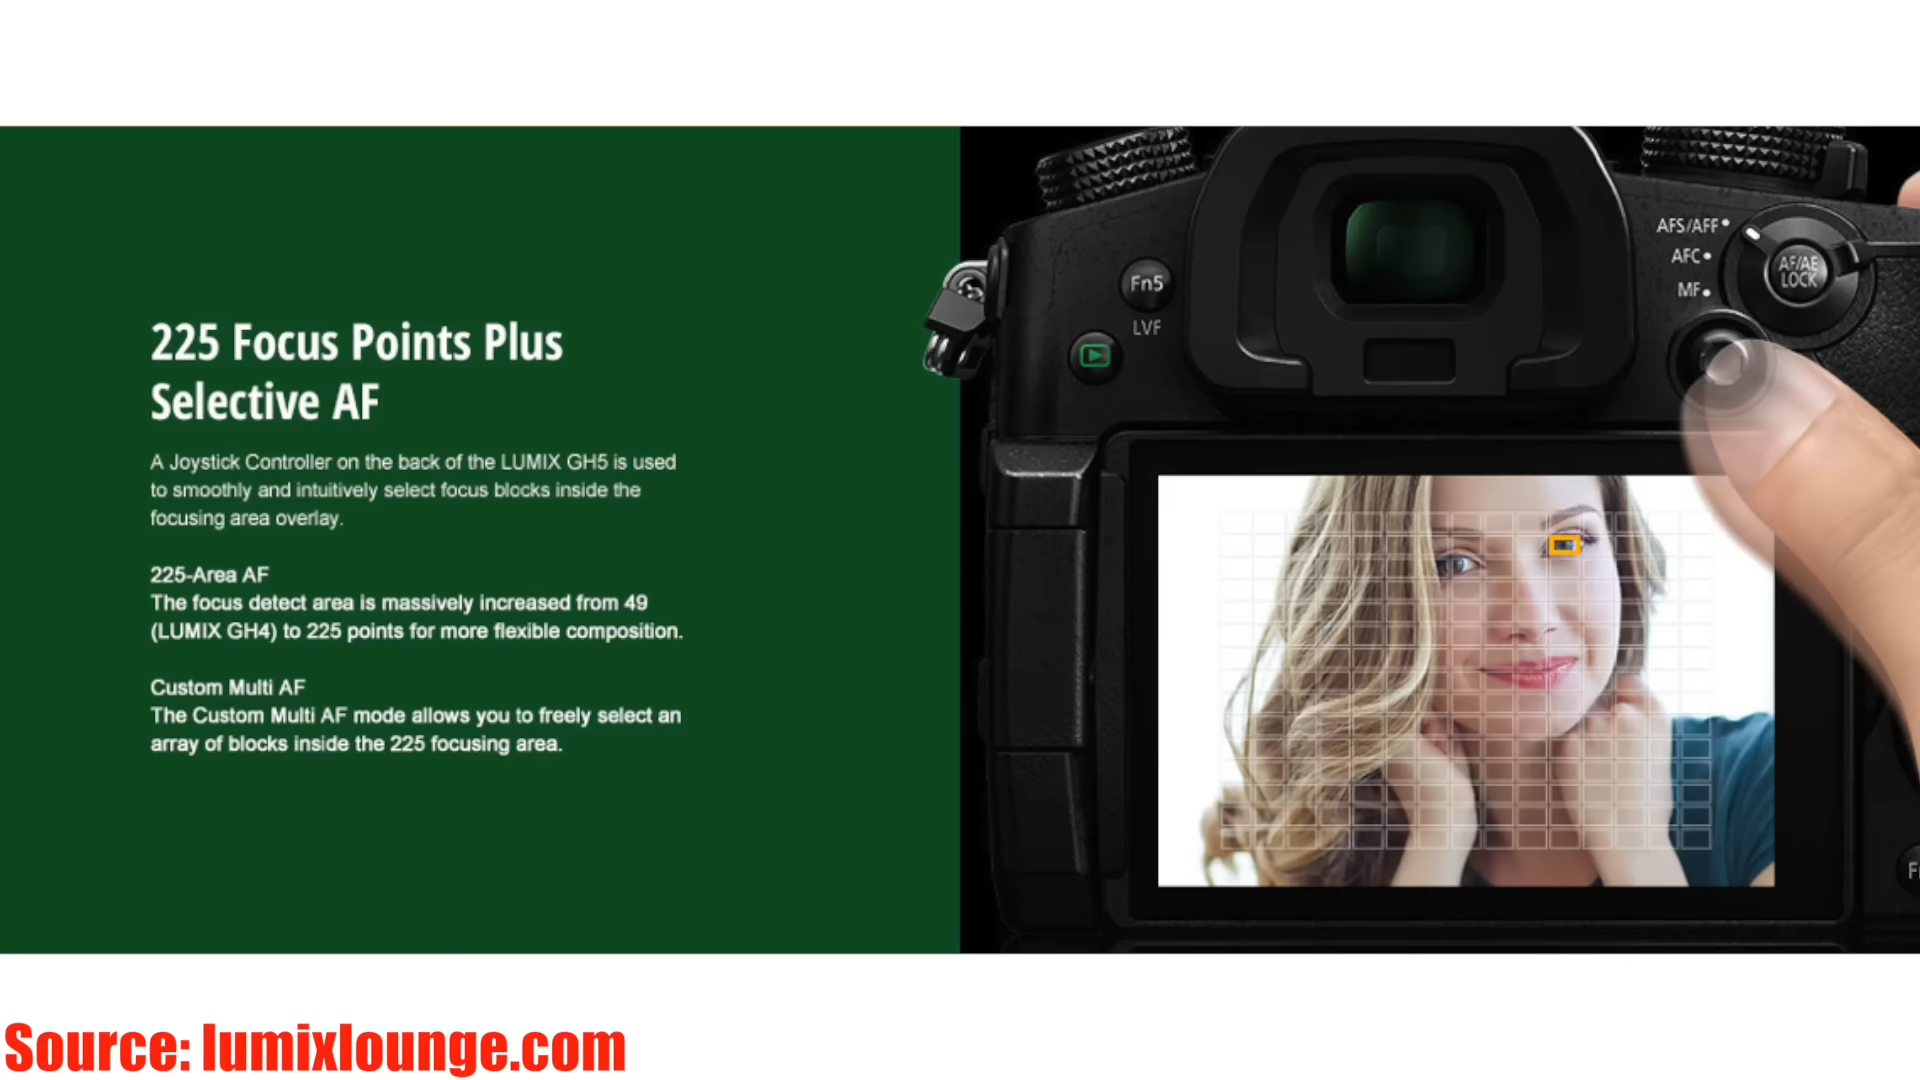 225 Focus Points Plus
Selective AF
A Joystick Controller on the back of the LUMIX GH5 is used
to smoothly and intuitively select focus blocks inside the
focusing area overlay.
225-Area AF
The focus detect area is massively increased from 49
(LUMIX GH4) to 225 points for more flexible composition.
Custom Multi AF
The Custom Multi AF mode allows you to freely select an
array of blocks inside the 225 focusing area.
Fn5
LVF
AFS/AFF
AFC
MF
AF/AE
LOCK
Source: lumixlounge.com